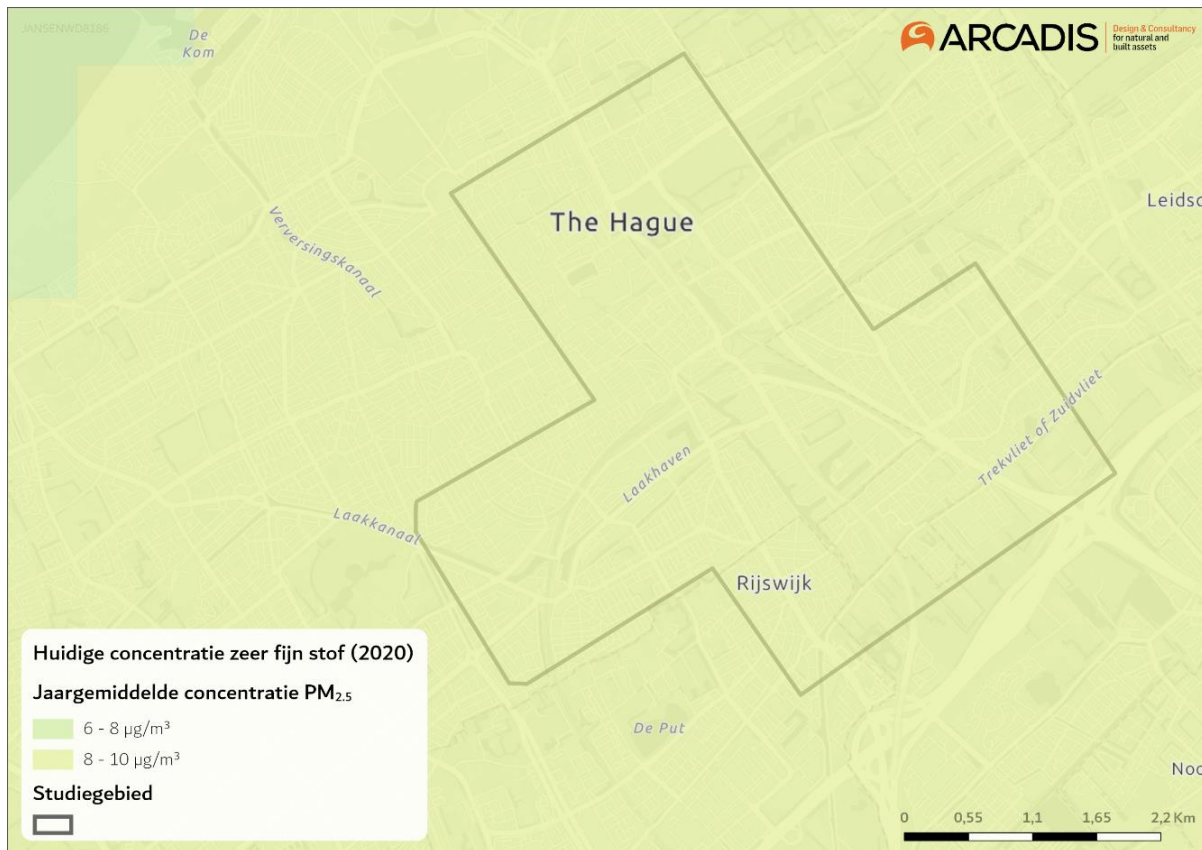 JANSENWD8186
De
Kom
ARCADIS
Design & Consultancy
for natural and
built assets
Leidsc
The Hague
Verversingskanaal
Trekvliet of Zuidvliet
Laakhaven
Laakkanaal
Rijswijk
De Put
Noo
Huidige concentratie zeer fijn stof (2020)
Jaargemiddelde concentratie PM2.5
6 - 8 µg/m³
8 - 10 µg/m³
Studiegebied
0 0,55 1,1 1,65 2,2 Km